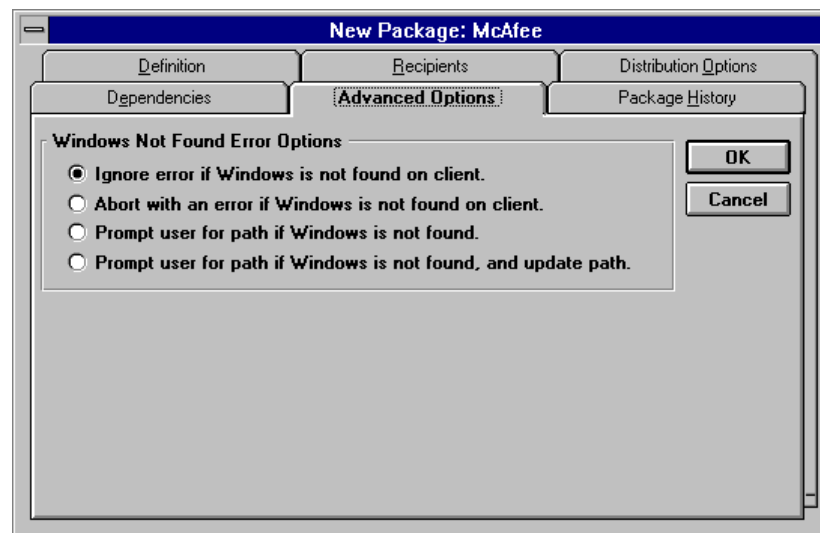 New Package: McAfee
Definition
Recipients
Distribution Options
Dependencies
Advanced Options
Package History
Windows Not Found Error Options
Ignore error if Windows is not found on client.
Abort with an error if Windows is not found on client.
Prompt user for path if Windows is not found.
Prompt user for path if Windows is not found, and update path.
OK
Cancel